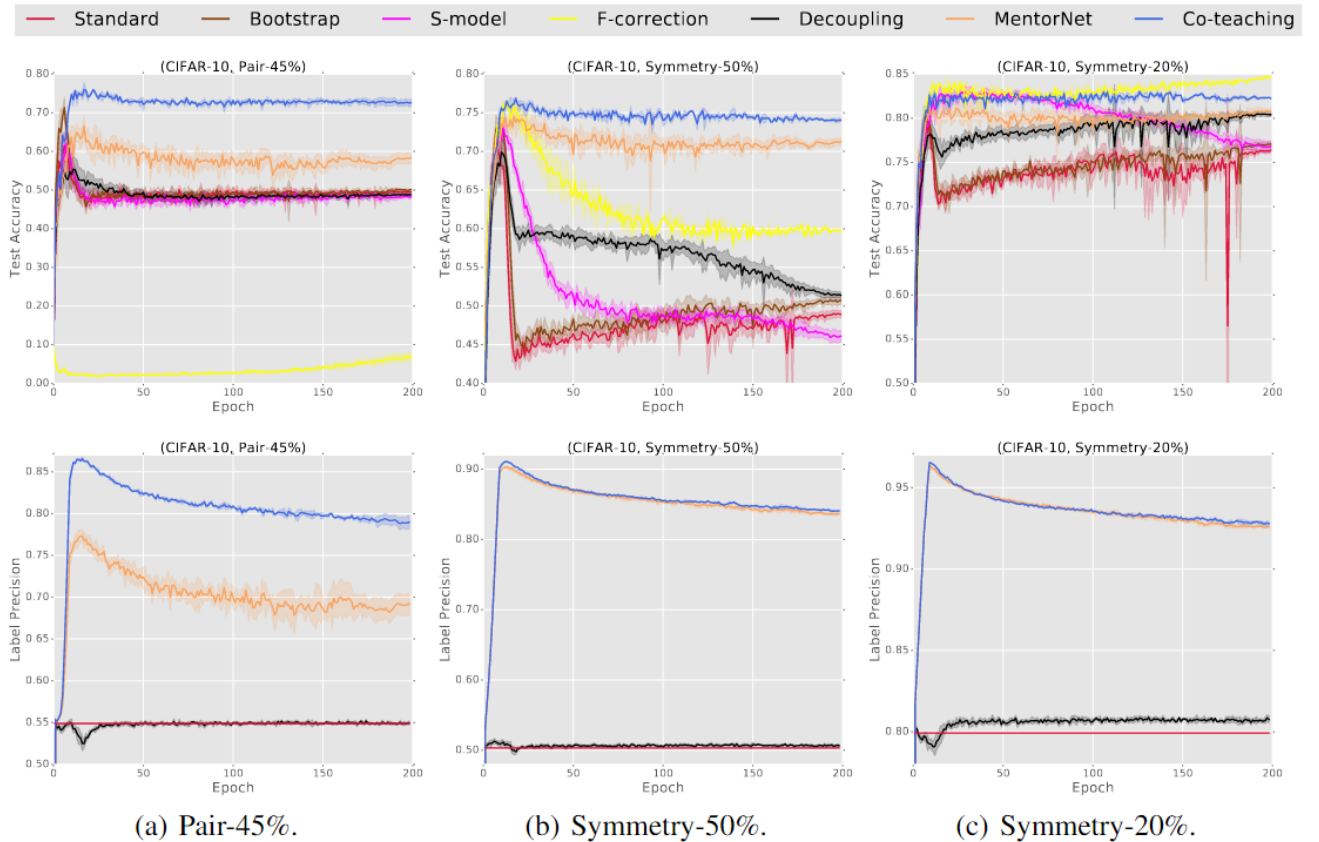 Standard Bootstrap S-model F-correction Decoupling MentorNet Co-teaching
(CIFAR-10, Pair-45%) (CIFAR-10, Symmetry-50%) (CIFAR-10, Symmetry-20%)
0.80 0.80 0.85
0.70 0.75 0.80
0.60 0.70 0.75
0.50 0.65 0.70
0.40 0.60 0.65
0.30 0.55 0.60
0.20 0.50 0.55
0.10 0.45 0.50
0.00 0.40
Test Accuracy Test Accuracy Test Accuracy
0 50 100 150 200 0 50 100 150 200 0 50 100 150 200
Epoch Epoch Epoch
(CIFAR-10, Pair-45%) (CIFAR-10, Symmetry-50%) (CIFAR-10, Symmetry-20%)
0.85 0.90 0.95
0.80 0.80 0.90
0.75 0.70 0.85
0.70 0.60 0.80
0.65 0.50
0.60
0.55
0.50
Label Precision Label Precision Label Precision
0 50 100 150 200 0 50 100 150 200 0 50 100 150 200
Epoch Epoch Epoch
(a) Pair-45%. (b) Symmetry-50%. (c) Symmetry-20%.